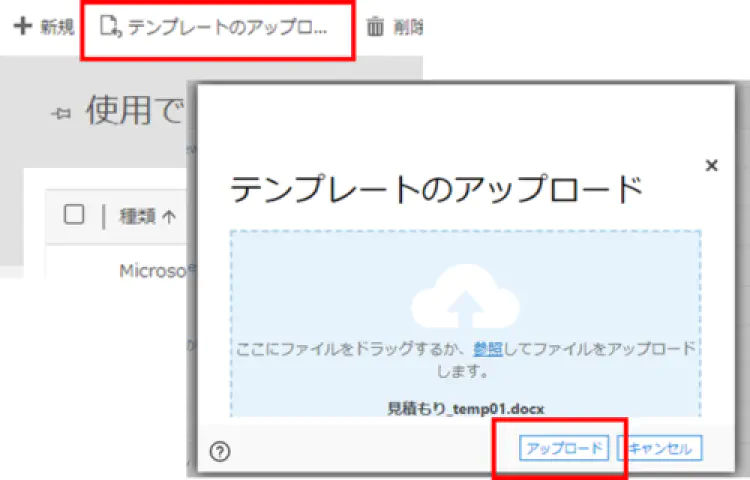 新規
テンプレートのアップロ...
削除
使用で
種類
Microso
テンプレートのアップロード
ここにファイルをドラッグするか、参照してファイルをアップロード
します。
見積もり_temp01.docx
アップロード
キャンセル